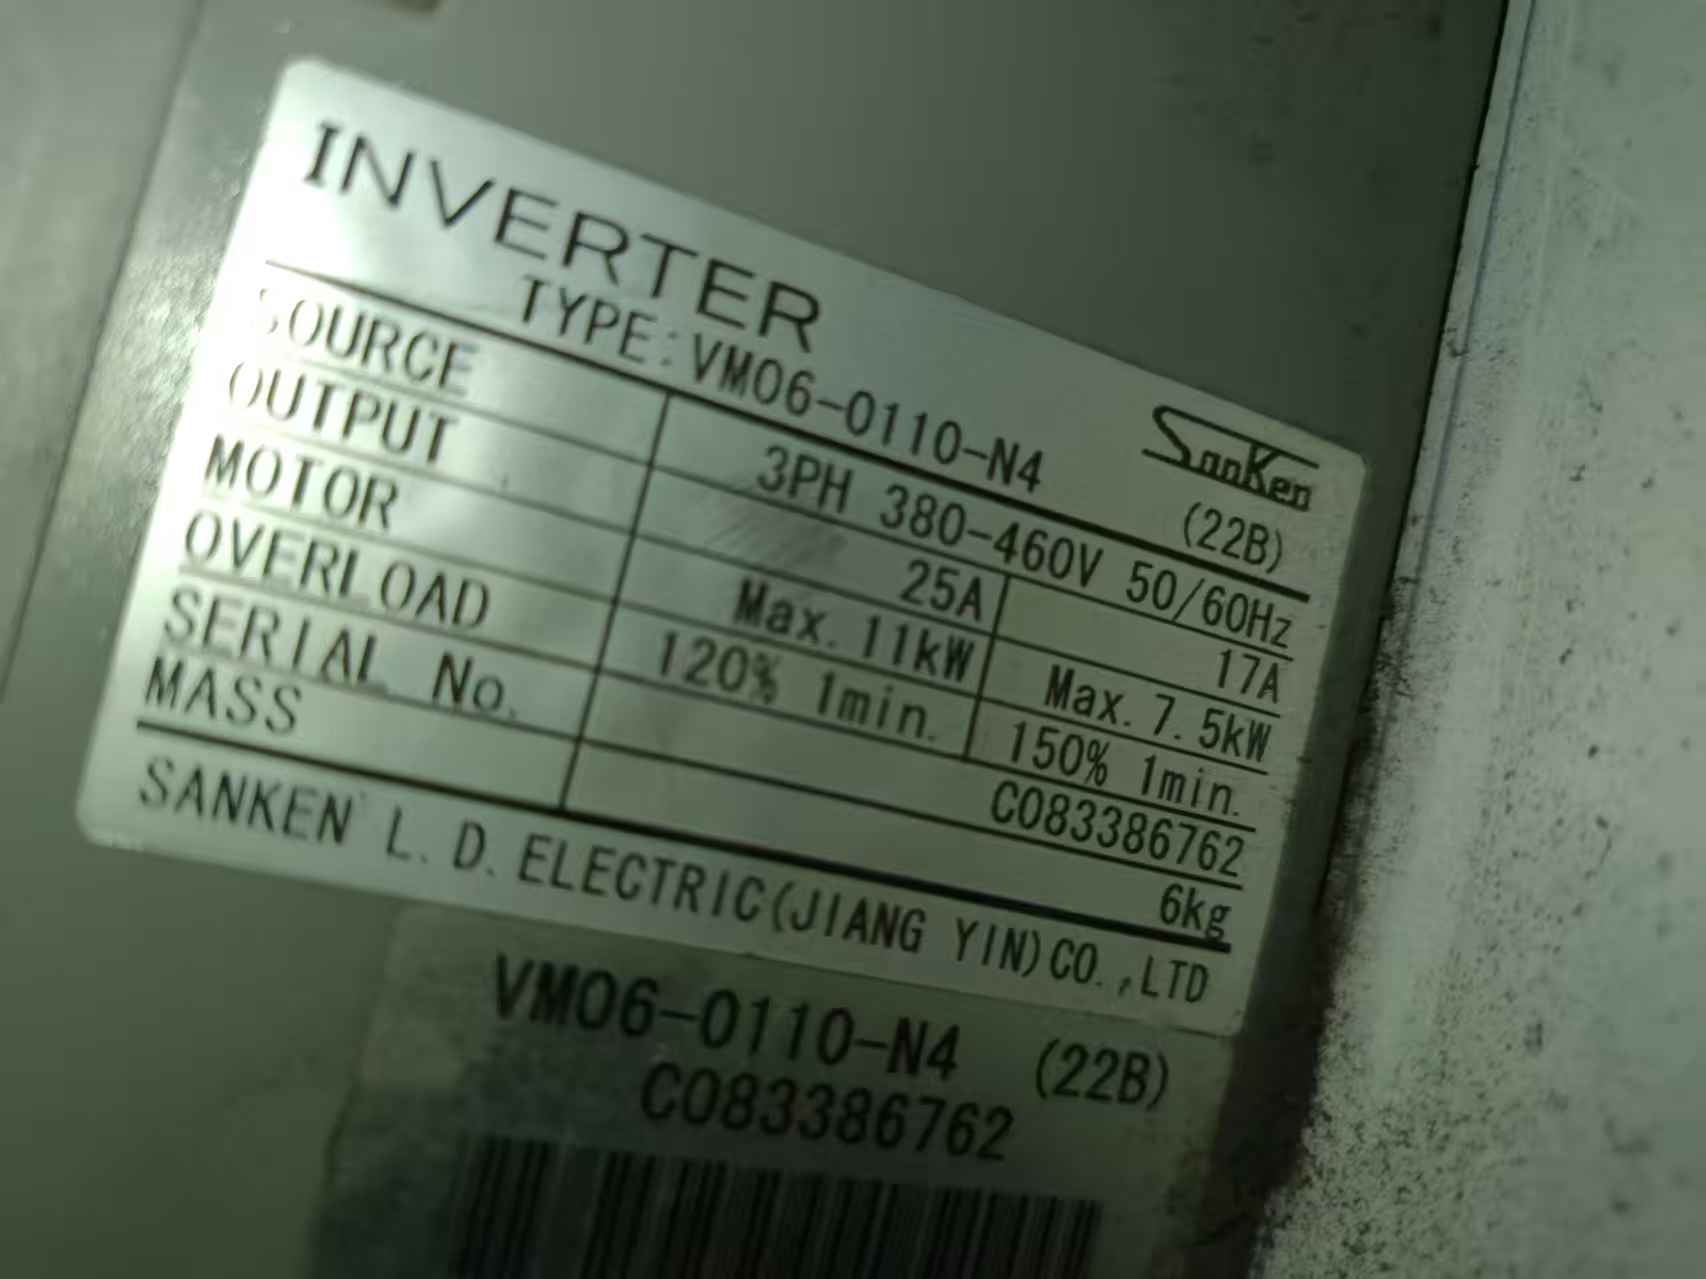 INVERTER
TYPE:VM06-0110-N4
SanKen
(22B)
SOURCE 3PH 380-460V 50/60Hz
OUTPUT 25A 17A
MOTOR Max. 11kW Max. 7.5kW
OVERLOAD 120% 1min. 150% 1min.
SERIAL No. C083386762
MASS 6kg
SANKEN L.D.ELECTRIC(JIANG YIN)CO.,LTD
VM06-0110-N4 (22B)
C083386762